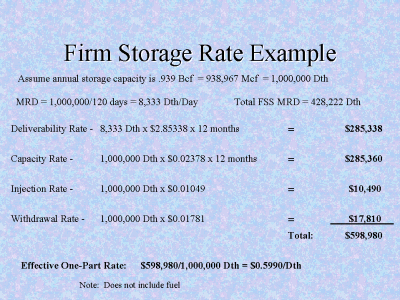 Firm Storage Rate Example
Assume annual storage capacity is .939 Bcf = 938,967 Mcf = 1,000,000 Dth
MRD = 1,000,000/120 days = 8,333 Dth/Day Total FSS MRD = 428,222 Dth
Deliverability Rate - 8,333 Dth x $2.85338 x 12 months = $285,338
Capacity Rate - 1,000,000 Dth x $0.02378 x 12 months = $285,360
Injection Rate - 1,000,000 Dth x $0.01049 = $10,490
Withdrawal Rate - 1,000,000 Dth x $0.01781 = $17,810
Total: $598,980
Effective One-Part Rate: $598,980/1,000,000 Dth = $0.5990/Dth
Note: Does not include fuel